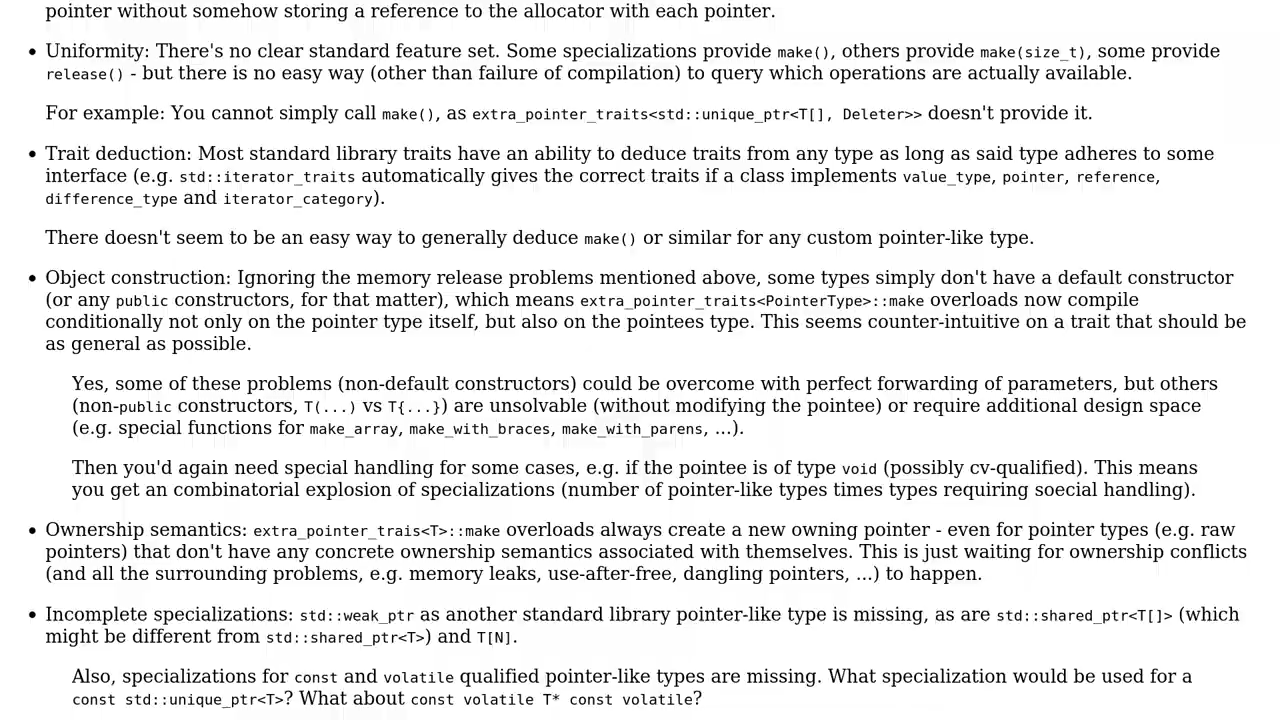 pointer without somehow storing a reference to the allocator with each pointer.
• Uniformity: There's no clear standard feature set. Some specializations provide make(), others provide make(size_t), some provide
release() - but there is no easy way (other than failure of compilation) to query which operations are actually available.
For example: You cannot simply call make(), as extra_pointer_traits<std::unique_ptr<T[], Deleter>> doesn't provide it.
• Trait deduction: Most standard library traits have an ability to deduce traits from any type as long as said type adheres to some
interface (e.g. std::iterator_traits automatically gives the correct traits if a class implements value_type, pointer, reference,
difference_type and iterator_category).
There doesn't seem to be an easy way to generally deduce make() or similar for any custom pointer-like type.
• Object construction: Ignoring the memory release problems mentioned above, some types simply don't have a default constructor
(or any public constructors, for that matter), which means extra_pointer_traits<PointerType>::make overloads now compile
conditionally not only on the pointer type itself, but also on the pointees type. This seems counter-intuitive on a trait that should be
as general as possible.
Yes, some of these problems (non-default constructors) could be overcome with perfect forwarding of parameters, but others
(non-public constructors, T(...) vs T{...}) are unsolvable (without modifying the pointee) or require additional design space
(e.g. special functions for make_array, make_with_braces, make_with_parens, ...).
Then you'd again need special handling for some cases, e.g. if the pointee is of type void (possibly cv-qualified). This means
you get an combinatorial explosion of specializations (number of pointer-like types times types requiring soecial handling).
• Ownership semantics: extra_pointer_trais<T>::make overloads always create a new owning pointer - even for pointer types (e.g. raw
pointers) that don't have any concrete ownership semantics associated with themselves. This is just waiting for ownership conflicts
(and all the surrounding problems, e.g. memory leaks, use-after-free, dangling pointers, ...) to happen.
• Incomplete specializations: std::weak_ptr as another standard library pointer-like type is missing, as are std::shared_ptr<T[]> (which
might be different from std::shared_ptr<T>) and T[N].
Also, specializations for const and volatile qualified pointer-like types are missing. What specialization would be used for a
const std::unique_ptr<T>? What about const volatile T* const volatile?